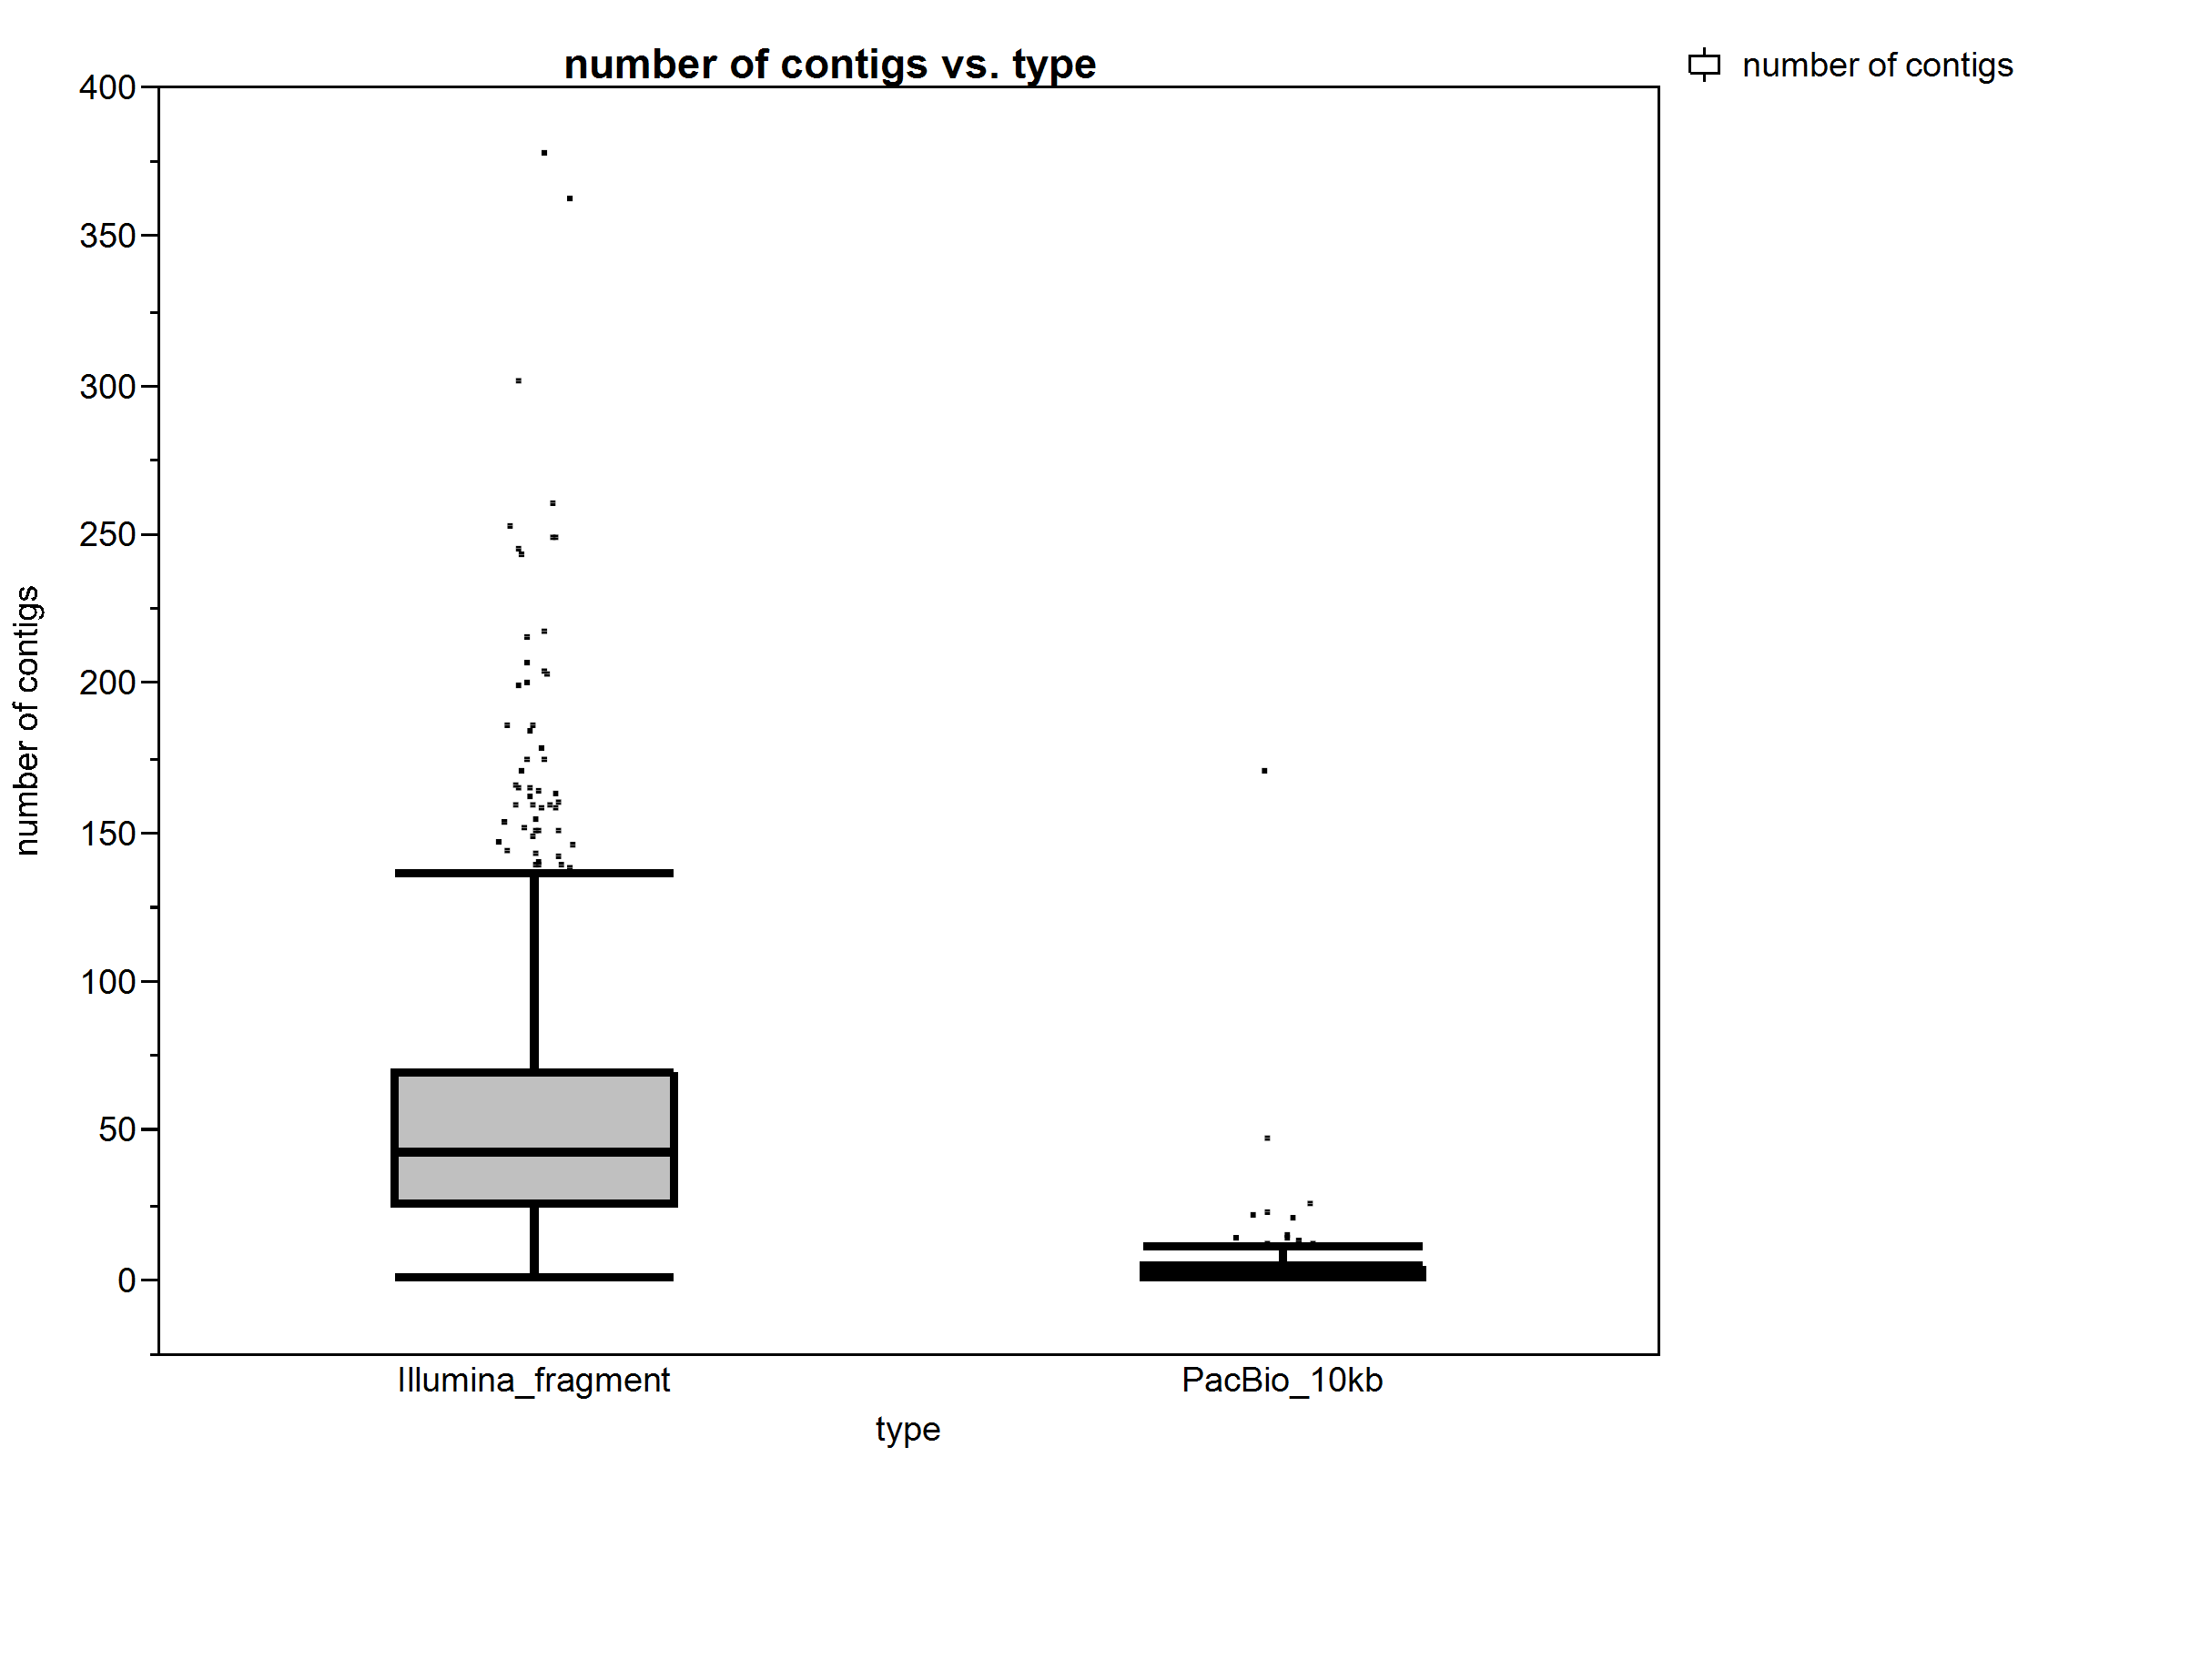 number of contigs vs. type
number of contigs
400
350
300
250
200
150
100
50
0
number of contigs
Illumina_fragment
PacBio_10kb
type